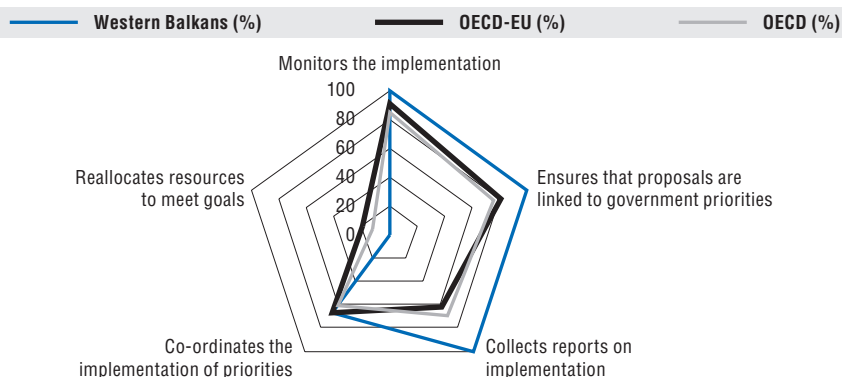 Western Balkans (%) OECD-EU (%) OECD (%)
Monitors the implementation
100
80
60
40
20
0
Reallocates resources
to meet goals
Ensures that proposals are
linked to government priorities
Co-ordinates the
implementation of priorities
Collects reports on
implementation